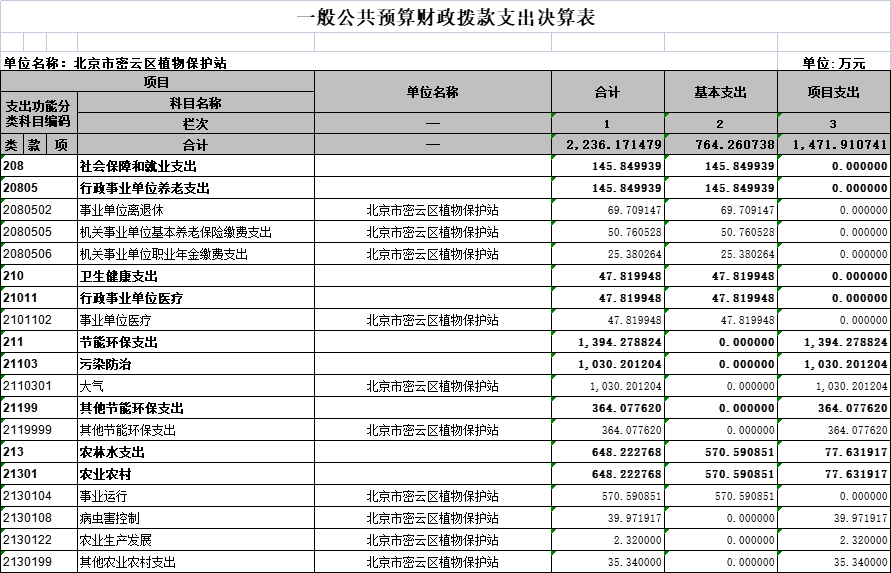 一般公共预算财政拨款支出决算表
单位名称：北京市密云区植物保护站 单位:万元
项目 单位名称 合计 基本支出 项目支出
支出功能分类科目编码 科目名称
栏次 — 1 2 3
类 款 项 合计 — 2,236.171479 764.260738 1,471.910741
208 社会保障和就业支出 145.849939 145.849939 0.000000
20805 行政事业单位养老支出 145.849939 145.849939 0.000000
2080502 事业单位离退休 北京市密云区植物保护站 69.709147 69.709147 0.000000
2080505 机关事业单位基本养老保险缴费支出 北京市密云区植物保护站 50.760528 50.760528 0.000000
2080506 机关事业单位职业年金缴费支出 北京市密云区植物保护站 25.380264 25.380264 0.000000
210 卫生健康支出 47.819948 47.819948 0.000000
21011 行政事业单位医疗 47.819948 47.819948 0.000000
2101102 事业单位医疗 北京市密云区植物保护站 47.819948 47.819948 0.000000
211 节能环保支出 1,394.278824 0.000000 1,394.278824
21103 污染防治 1,030.201204 0.000000 1,030.201204
2110301 大气 北京市密云区植物保护站 1,030.201204 0.000000 1,030.201204
21199 其他节能环保支出 364.077620 0.000000 364.077620
2119999 其他节能环保支出 北京市密云区植物保护站 364.077620 0.000000 364.077620
213 农林水支出 648.222768 570.590851 77.631917
21301 农业农村 648.222768 570.590851 77.631917
2130104 事业运行 北京市密云区植物保护站 570.590851 570.590851 0.000000
2130108 病虫害控制 北京市密云区植物保护站 39.971917 0.000000 39.971917
2130122 农业生产发展 北京市密云区植物保护站 2.320000 0.000000 2.320000
2130199 其他农业农村支出 北京市密云区植物保护站 35.340000 0.000000 35.340000